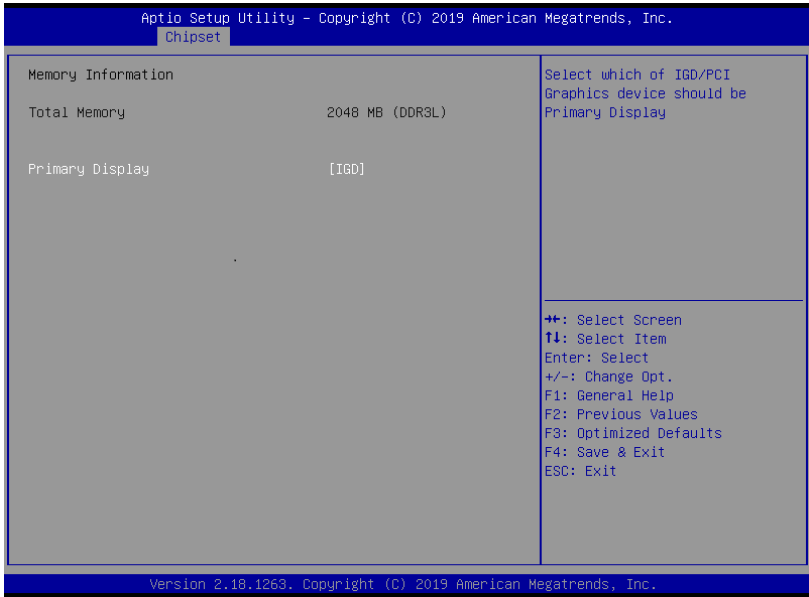 Aptio Setup Utility – Copyright (C) 2019 American Megatrends, Inc.
Chipset
Memory Information
Total Memory 2048 MB (DDR3L)
Primary Display [IGD]
Select which of IGD/PCI
Graphics device should be
Primary Display
→←: Select Screen
↑↓: Select Item
Enter: Select
+/-: Change Opt.
F1: General Help
F2: Previous Values
F3: Optimized Defaults
F4: Save & Exit
ESC: Exit
Version 2.18.1263. Copyright (C) 2019 American Megatrends, Inc.